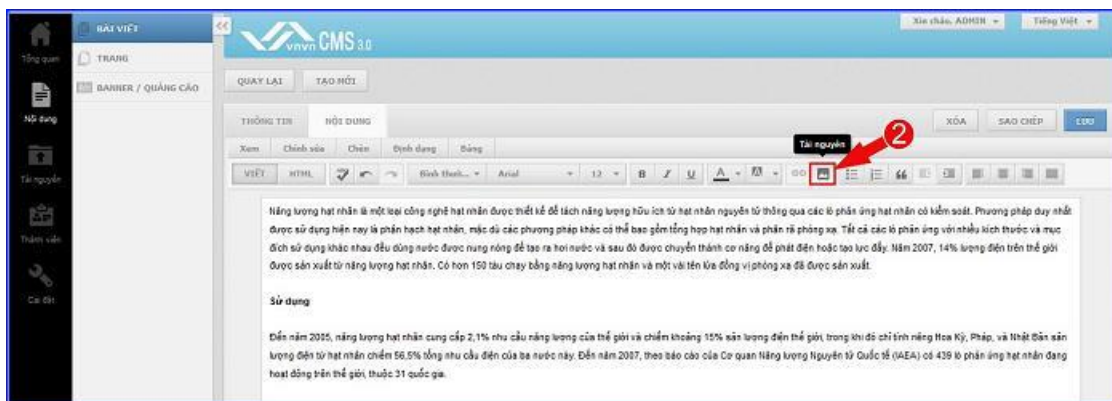 BÀI VIẾT
TRANG
BANNER / QUẢNG CÁO
Tổng quan
Nội dung
Tài nguyên
Thành viên
Cài đặt
vnvn CMS 3.0
Xin chào, ADMIN
Tiếng Việt
QUAY LẠI TẠO MỚI
THÔNG TIN NỘI DUNG XÓA SAO CHÉP LƯU
Xem Chỉnh sửa Chèn Định dạng Bảng
Tài nguyên
2
VIẾT HTML Bình thườ... Arial 12 B I U A
Năng lượng hạt nhân là một loại công nghệ hạt nhân được thiết kế để tách năng lượng hữu ích từ hạt nhân nguyên tử thông qua các lò phản ứng hạt nhân có kiểm soát. Phương pháp duy nhất
được sử dụng hiện nay là phân hạch hạt nhân, mặc dù các phương pháp khác có thể bao gồm tổng hợp hạt nhân và phân rã phóng xạ. Tất cả các lò phản ứng với nhiều kích thước và mục
đích sử dụng khác nhau đều dùng nước được nung nóng để tạo ra hơi nước và sau đó được chuyển thành cơ năng để phát điện hoặc tạo lực đẩy. Năm 2007, 14% lượng điện trên thế giới
được sản xuất từ năng lượng hạt nhân. Có hơn 150 tàu chạy bằng năng lượng hạt nhân và một vài tên lửa đồng vị phóng xạ đã được sản xuất.
Sử dụng
Đến năm 2005, năng lượng hạt nhân cung cấp 2,1% nhu cầu năng lượng của thế giới và chiếm khoảng 15% sản lượng điện thế giới, trong khi đó chỉ tính riêng Hoa Kỳ, Pháp, và Nhật Bản sản
lượng điện từ hạt nhân chiếm 56,5% tổng nhu cầu điện của ba nước này. Đến năm 2007, theo báo cáo của Cơ quan Năng lượng Nguyên tử Quốc tế (IAEA) có 439 lò phản ứng hạt nhân đang
hoạt động trên thế giới, thuộc 31 quốc gia.